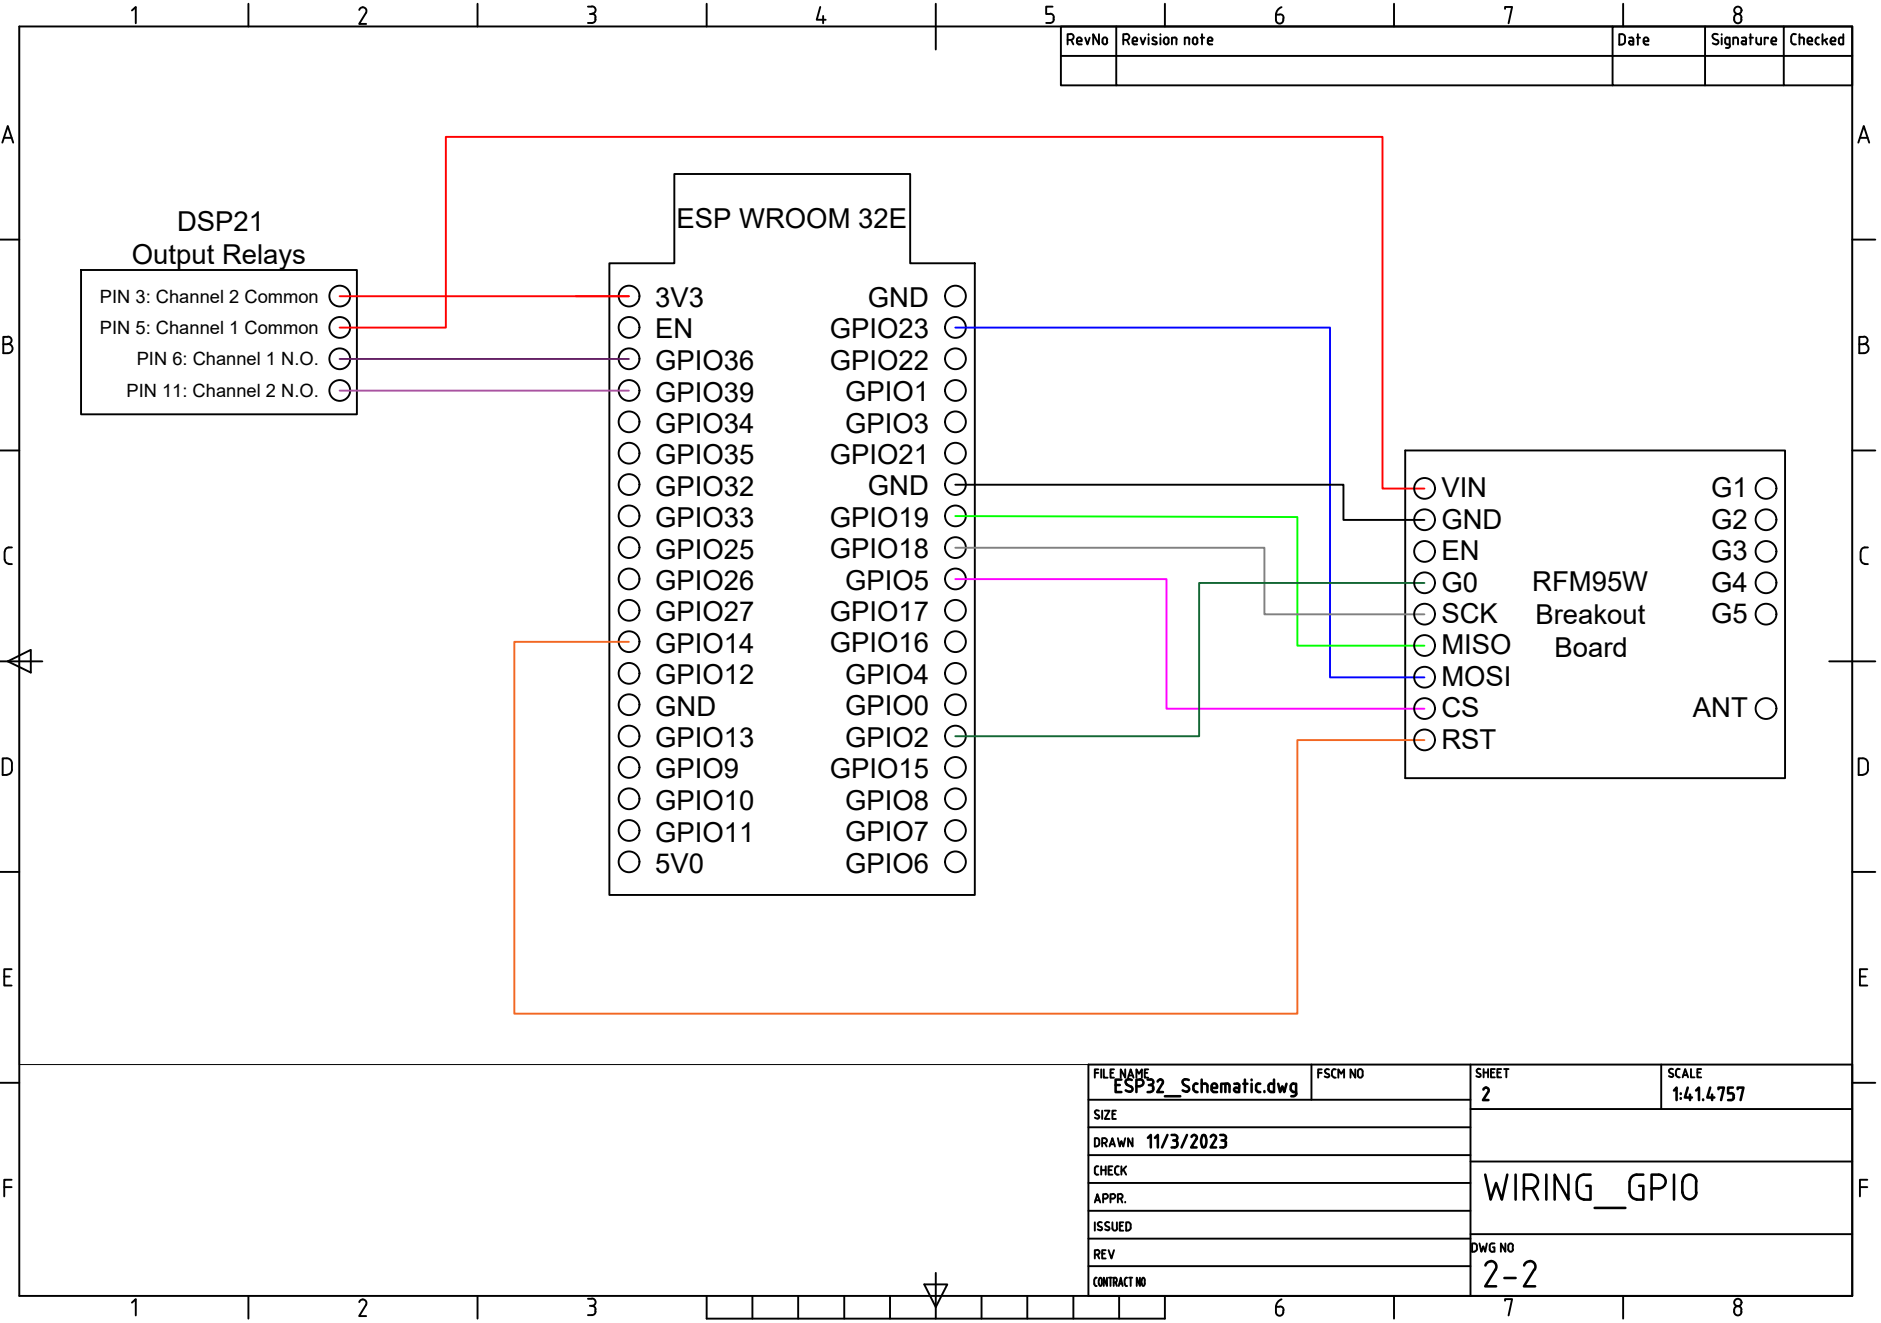 1 2 3 4 5 6 7 8
RevNo Revision note Date Signature Checked
A A
DSP21
Output Relays
ESP WROOM 32E
PIN 3: Channel 2 Common
PIN 5: Channel 1 Common
PIN 6: Channel 1 N.O.
PIN 11: Channel 2 N.O.
B B
3V3 GND
EN GPIO23
GPIO36 GPIO22
GPIO39 GPIO1
GPIO34 GPIO3
GPIO35 GPIO21
GPIO32 GND
GPIO33 GPIO19
GPIO25 GPIO18
GPIO26 GPIO5
GPIO27 GPIO17
GPIO14 GPIO16
GPIO12 GPIO4
GND GPIO0
GPIO13 GPIO2
GPIO9 GPIO15
GPIO10 GPIO8
GPIO11 GPIO7
5V0 GPIO6
C C
VIN G1
GND G2
EN G3
G0 G4
SCK G5
MISO
MOSI
CS ANT
RST
RFM95W
Breakout
Board
D D
E E
F F
FILE NAME ESP32_Schematic.dwg
FSCM NO
SHEET
2
SCALE
1:41.4757
SIZE
DRAWN 11/3/2023
CHECK
APPR.
ISSUED
REV
CONTRACT NO
WIRING_GPIO
DWG NO
2-2
1 2 3 6 7 8